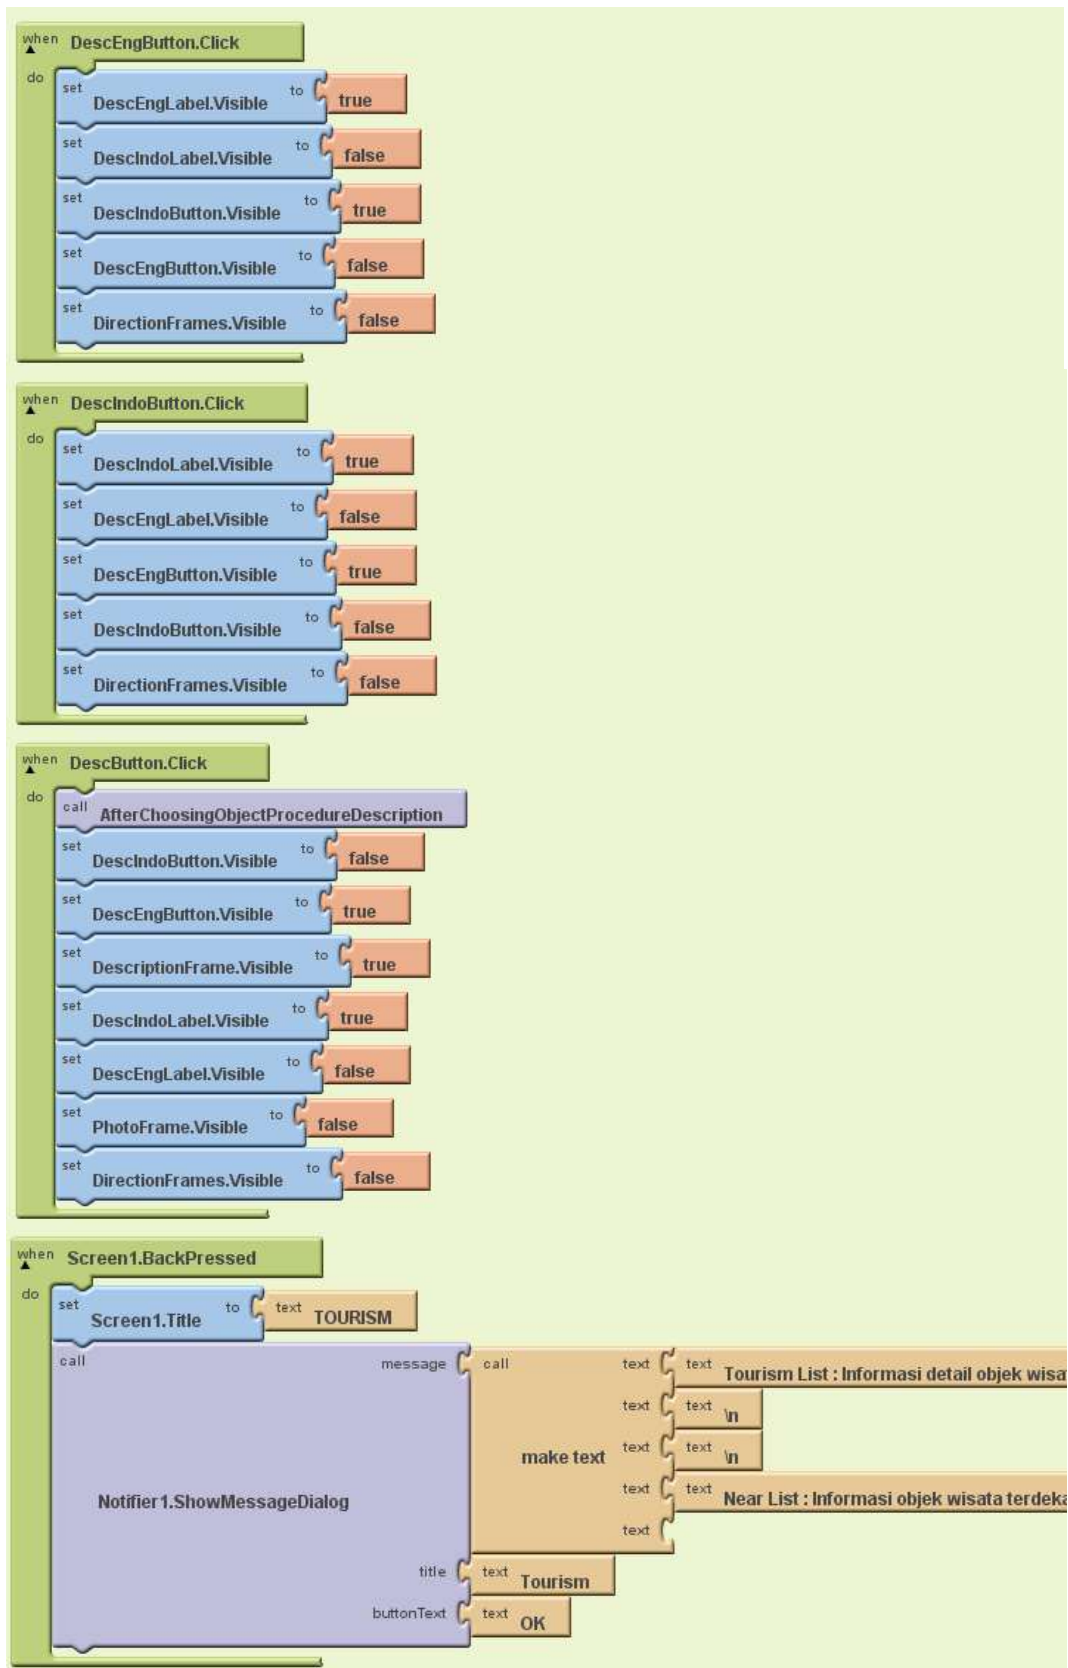 when DescEngButton.Click
do set DescEngLabel.Visible to true
set DescIndoLabel.Visible to false
set DescIndoButton.Visible to true
set DescEngButton.Visible to false
set DirectionFrames.Visible to false
when DescIndoButton.Click
do set DescIndoLabel.Visible to true
set DescEngLabel.Visible to false
set DescEngButton.Visible to true
set DescIndoButton.Visible to false
set DirectionFrames.Visible to false
when DescButton.Click
do call AfterChoosingObjectProcedureDescription
set DescIndoButton.Visible to false
set DescEngButton.Visible to true
set DescriptionFrame.Visible to true
set DescIndoLabel.Visible to true
set DescEngLabel.Visible to false
set PhotoFrame.Visible to false
set DirectionFrames.Visible to false
when Screen1.BackPressed
do set Screen1.Title to text TOURISM
call message call text text Tourism List : Informasi detail objek
text text \n
make text text text \n
Notifier1.ShowMessageDialog text text Near List : Informasi objek wisata
text
title text Tourism
buttonText text OK